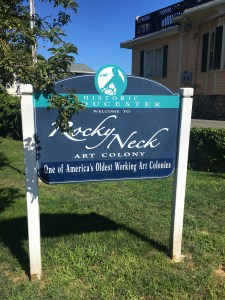 HISTORIC
GLOUCESTER
WELCOME TO
Rocky
Neck
ART COLONY
One of America's Oldest Working Art Colonies